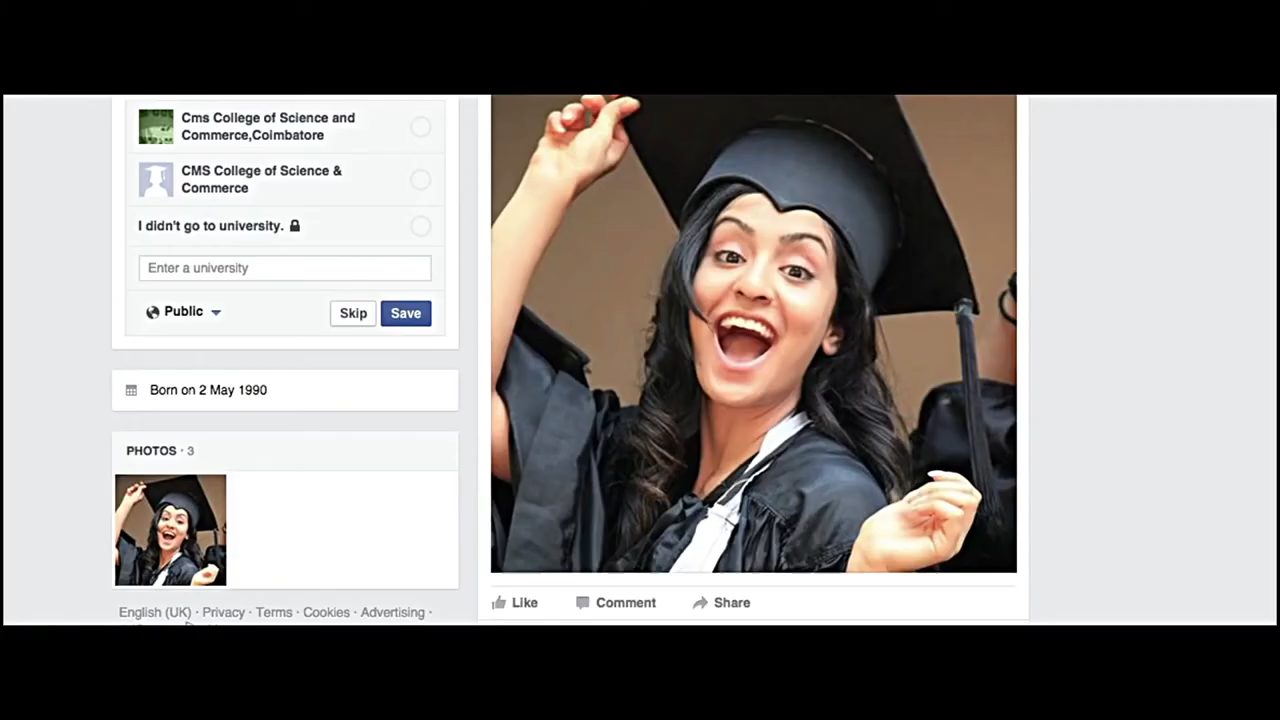 Cms College of Science and
Commerce,Coimbatore
CMS College of Science &
Commerce
I didn't go to university.
Enter a university
Public
Skip
Save
Born on 2 May 1990
PHOTOS · 3
English (UK) · Privacy · Terms · Cookies · Advertising ·
Like
Comment
Share